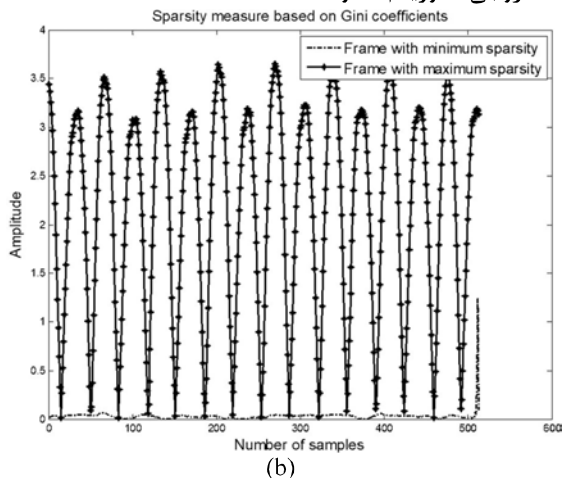 Sparsity measure based on Gini coefficients
Frame with minimum sparsity
Frame with maximum sparsity
Amplitude
4
3.5
3
2.5
2
1.5
1
0.5
0
0 100 200 300 400 500 600
Number of samples
(b)